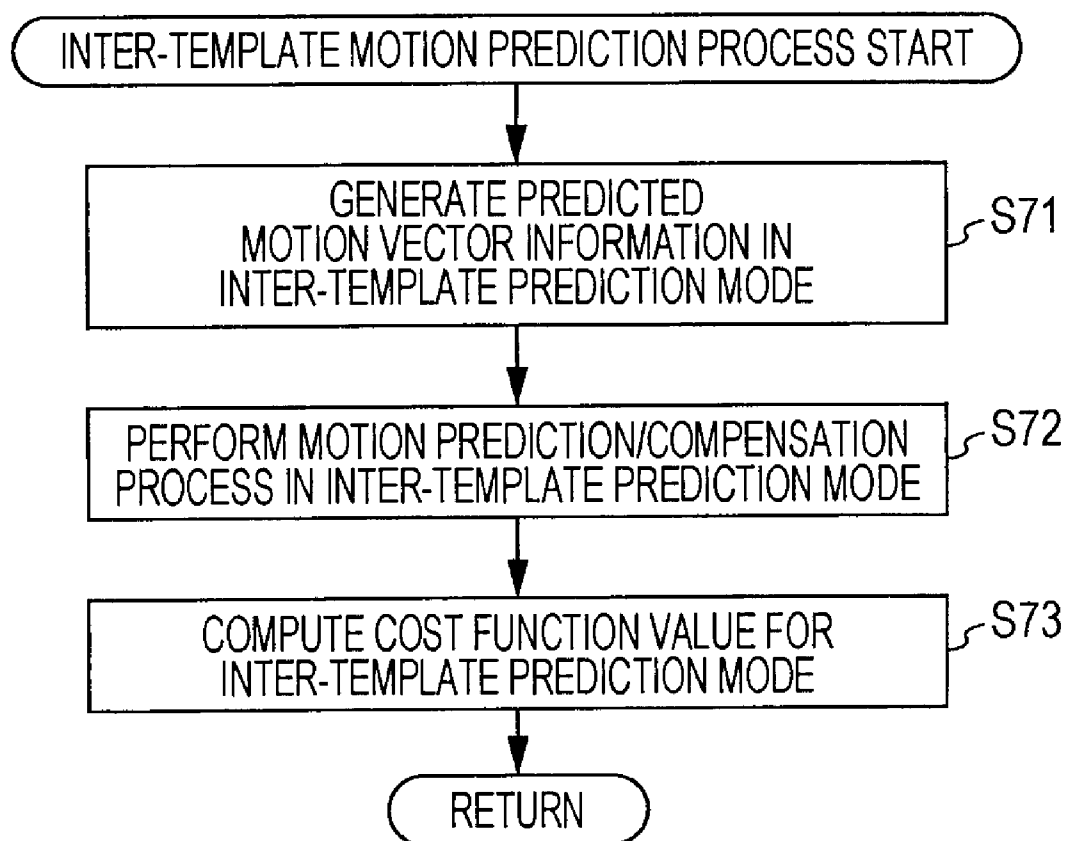 INTER-TEMPLATE MOTION PREDICTION PROCESS START
GENERATE PREDICTED
MOTION VECTOR INFORMATION IN
INTER-TEMPLATE PREDICTION MODE
S71
PERFORM MOTION PREDICTION/COMPENSATION
PROCESS IN INTER-TEMPLATE PREDICTION MODE
S72
COMPUTE COST FUNCTION VALUE FOR
INTER-TEMPLATE PREDICTION MODE
S73
RETURN